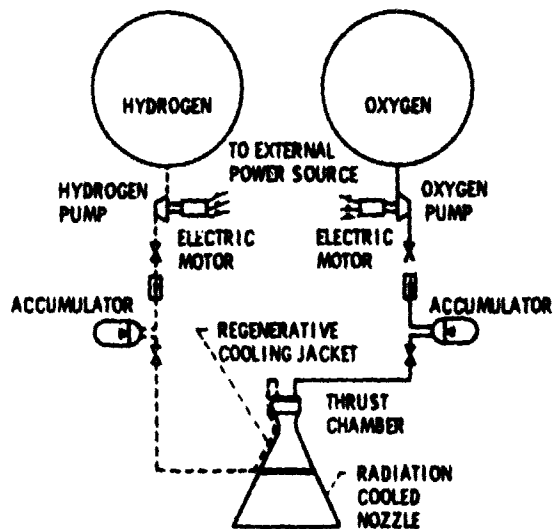 HYDROGEN
OXYGEN
TO EXTERNAL
POWER SOURCE
HYDROGEN
PUMP
OXYGEN
PUMP
ELECTRIC
MOTOR
ELECTRIC
MOTOR
ACCUMULATOR
ACCUMULATOR
REGENERATIVE
COOLING JACKET
THRUST
CHAMBER
RADIATION
COOLED
NOZZLE